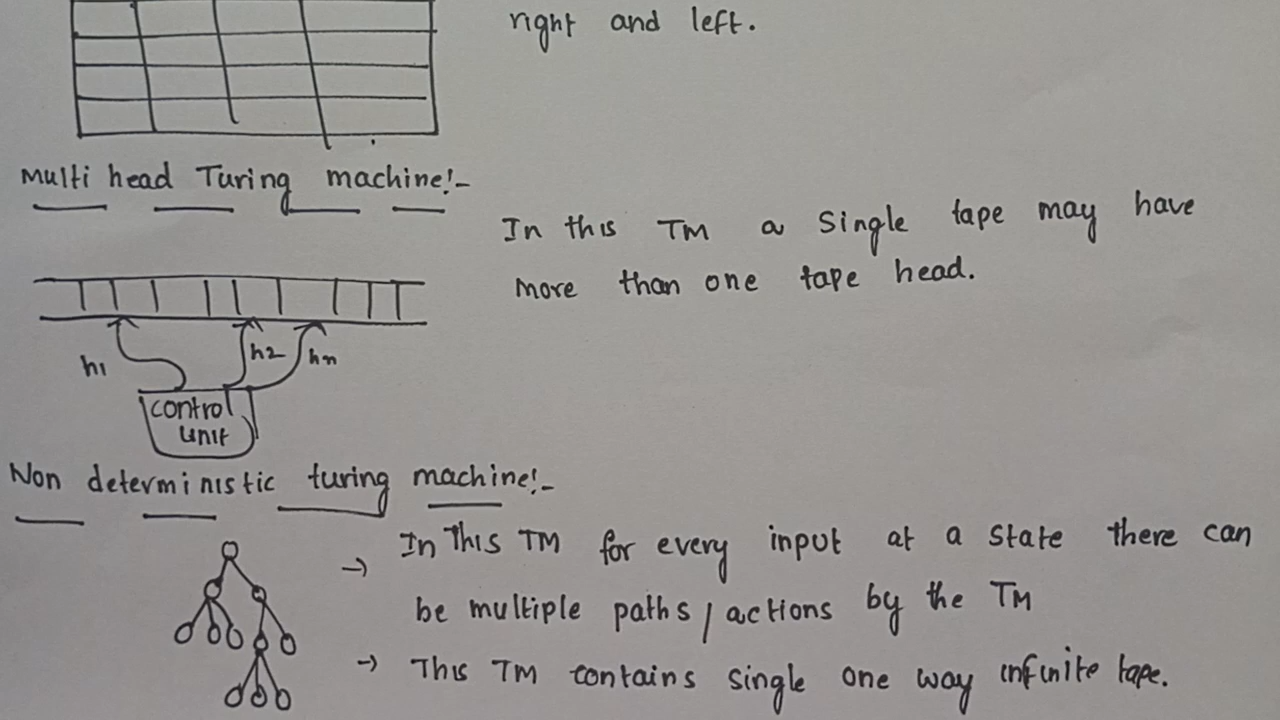 right and left.
Multi head Turing machine!-
In this TM a Single tape may have
more than one tape head.
h1
h2
hn
control
unit
Non deterministic turing machine!-
→ In This TM for every input at a state there can
be multiple paths/actions by the TM
→ This TM contains single one way infinite tape.